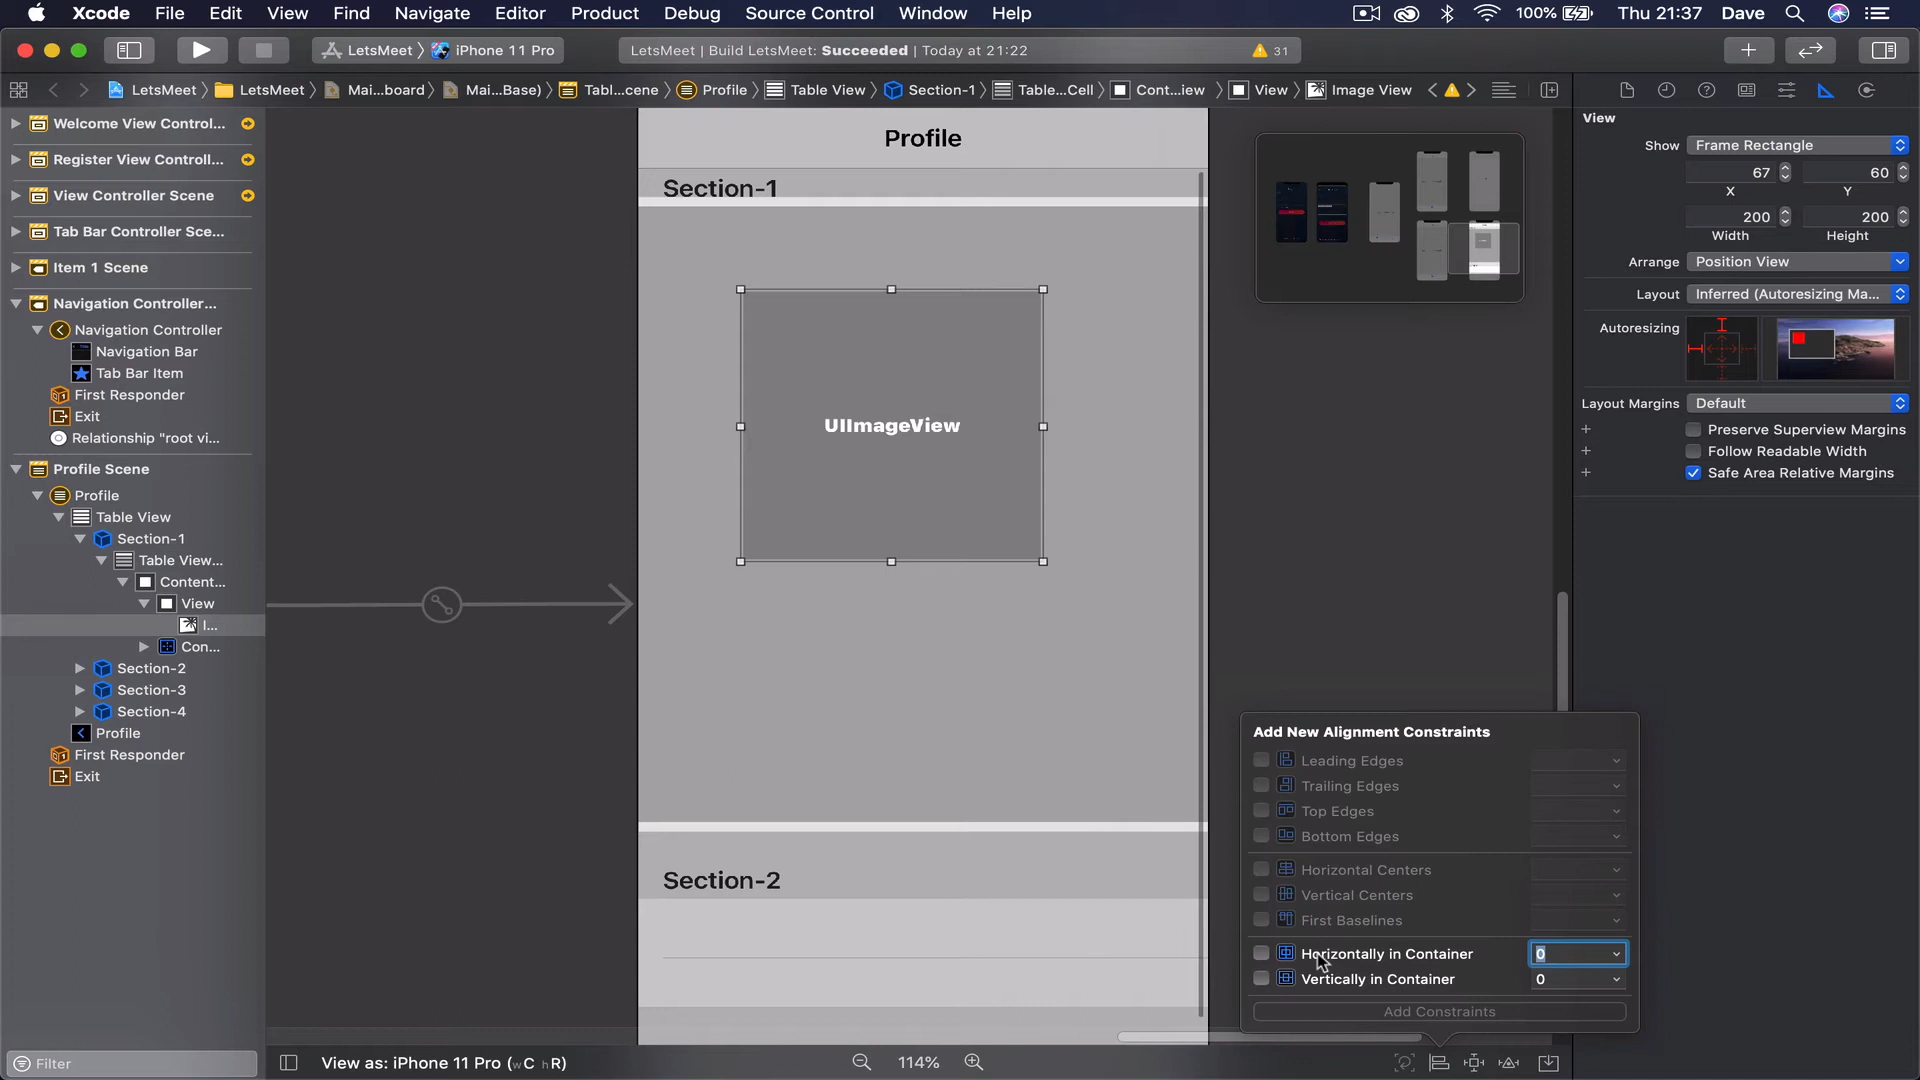 Xcode File Edit View Find Navigate Editor Product Debug Source Control Window Help 100% Thu 21:37 Dave
LetsMeet iPhone 11 Pro LetsMeet | Build LetsMeet: Succeeded | Today at 21:22 31
LetsMeet LetsMeet Mai...board Mai...Base) Tabl...cene Profile Table View Section-1 Table...Cell Cont...iew View Image View
Welcome View Control...
Register View Controll...
View Controller Scene
Tab Bar Controller Sce...
Item 1 Scene
Navigation Controller...
Navigation Controller
Navigation Bar
Tab Bar Item
First Responder
Exit
Relationship "root vi...
Profile Scene
Profile
Table View
Section-1
Table View...
Content...
View
I...
Con...
Section-2
Section-3
Section-4
Profile
First Responder
Exit
Filter
Profile
Section-1
UIImageView
Section-2
View as: iPhone 11 Pro (wC hR)
114%
Add New Alignment Constraints
Leading Edges
Trailing Edges
Top Edges
Bottom Edges
Horizontal Centers
Vertical Centers
First Baselines
Horizontally in Container 0
Vertically in Container 0
Add Constraints
View
Show Frame Rectangle
67 60
X Y
200 200
Width Height
Arrange Position View
Layout Inferred (Autoresizing Ma...
Autoresizing
Layout Margins Default
Preserve Superview Margins
Follow Readable Width
Safe Area Relative Margins